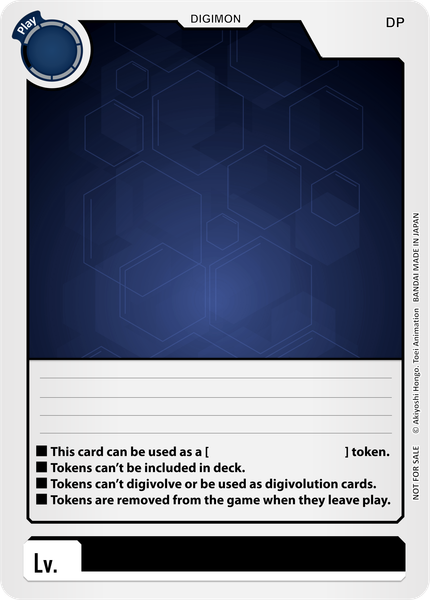 Play
DIGIMON
DP
■ This card can be used as a [ ] token.
■ Tokens can't be included in deck.
■ Tokens can't digivolve or be used as digivolution cards.
■ Tokens are removed from the game when they leave play.
Lv.
NOT FOR SALE © Akiyoshi Hongo, Toei Animation BANDAI MADE IN JAPAN